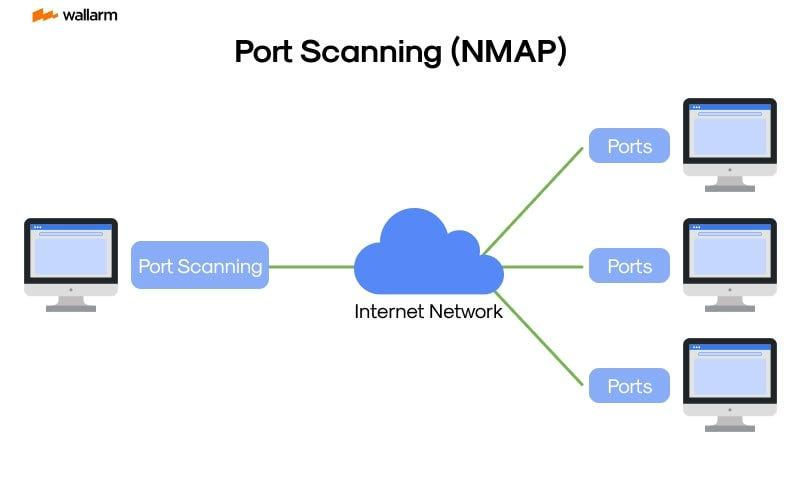 wallarm
Port Scanning (NMAP)
Ports
Port Scanning
Ports
Internet Network
Ports